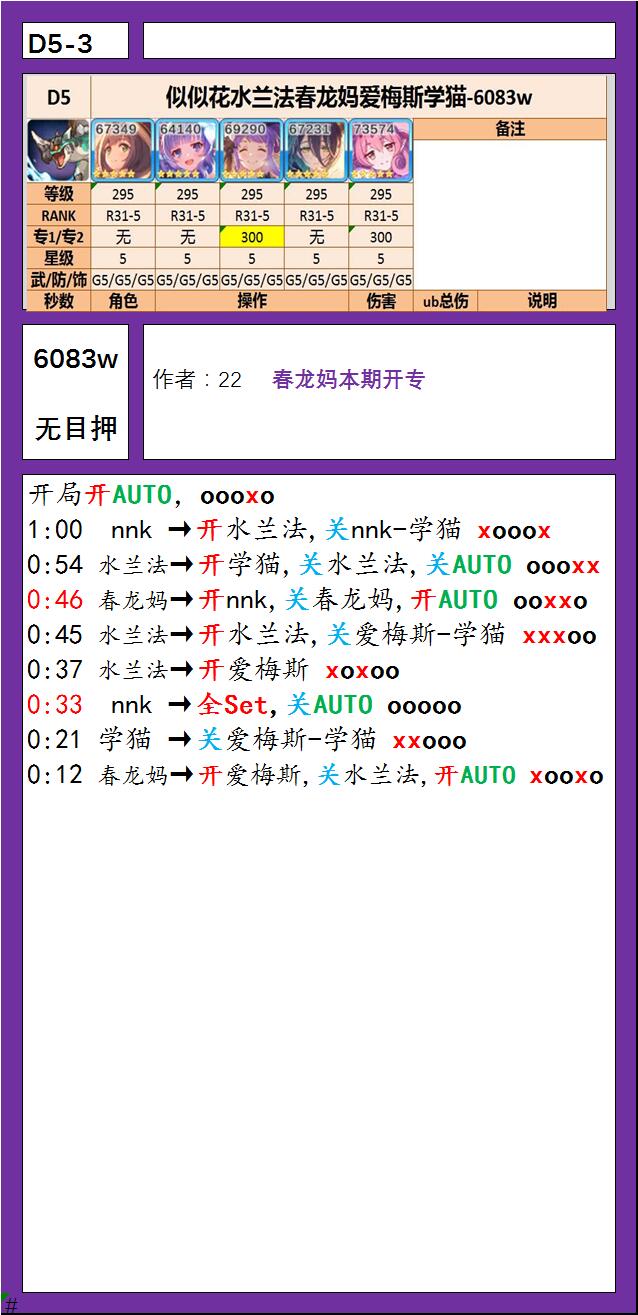 D5-3
D5 似似花水兰法春龙妈爱梅斯学猫-6083w
67349 64140 69290 67231 73574 备注
等级 295 295 295 295 295
RANK R31-5 R31-5 R31-5 R31-5 R31-5
专1/专2 无 无 300 无 300
星级 5 5 5 5 5
武/防/饰 G5/G5/G5 G5/G5/G5 G5/G5/G5 G5/G5/G5 G5/G5/G5
秒数 角色 操作 伤害 ub总伤 说明
6083w
无目押
作者：22 春龙妈本期开专
开局开AUTO, oooxo
1:00 nnk →开水兰法,关nnk-学猫 xooox
0:54 水兰法→开学猫,关水兰法,关AUTO oooxx
0:46 春龙妈→开nnk,关春龙妈,开AUTO ooxxo
0:45 水兰法→开水兰法,关爱梅斯-学猫 xxxoo
0:37 水兰法→开爱梅斯 xoxoo
0:33 nnk →全Set,关AUTO ooooo
0:21 学猫 →关爱梅斯-学猫 xxooo
0:12 春龙妈→开爱梅斯,关水兰法,开AUTO xooxo
#